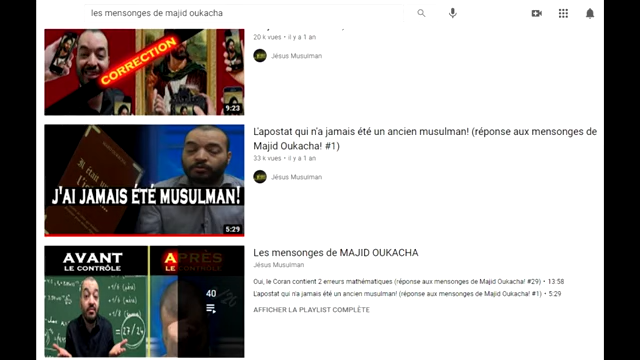 les mensonges de majid oukacha
20 k vues • il y a 1 an
CORRECTION
Jésus Musulman
9:23
L'apostat qui n'a jamais été un ancien musulman! (réponse aux mensonges de
Majid Oukacha! #1)
33 k vues • il y a 1 an
Jésus Musulman
J'AI JAMAIS ÉTÉ MUSULMAN!
5:29
AVANT
LE CONTRÔLE
APRÈS
LE CONTRÔLE
27/24
40
Les mensonges de MAJID OUKACHA
Jésus Musulman
Oui, le Coran contient 2 erreurs mathématiques (réponse aux mensonges de Majid Oukacha! #29) • 13:58
L'apostat qui n'a jamais été un ancien musulman! (réponse aux mensonges de Majid Oukacha! #1) • 5:29
AFFICHER LA PLAYLIST COMPLÈTE